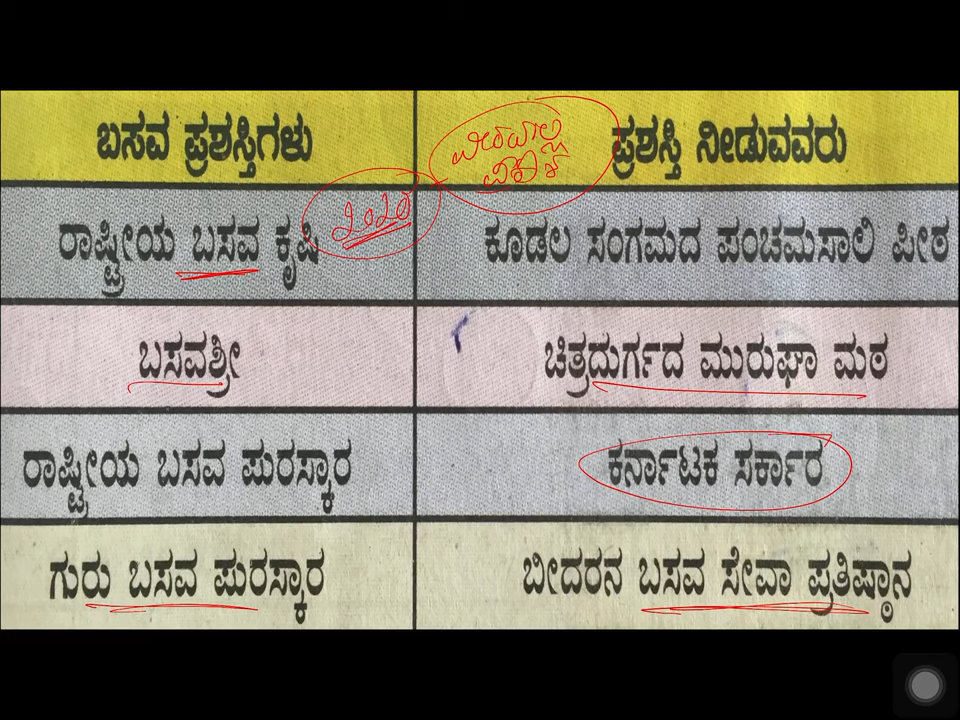 ಬಸವ ಪ್ರಶಸ್ತಿಗಳು ಪ್ರಶಸ್ತಿ ನೀಡುವವರು
ರಾಷ್ಟ್ರೀಯ ಬಸವ ಕೃಷಿ ಕೂಡಲ ಸಂಗಮದ ಪಂಚಮಸಾಲಿ ಪೀಠ
ಬಸವಶ್ರೀ ಚಿತ್ರದುರ್ಗದ ಮುರುಘಾ ಮಠ
ರಾಷ್ಟ್ರೀಯ ಬಸವ ಪುರಸ್ಕಾರ ಕರ್ನಾಟಕ ಸರ್ಕಾರ
ಗುರು ಬಸವ ಪುರಸ್ಕಾರ ಬೀದರನ ಬಸವ ಸೇವಾ ಪ್ರತಿಷ್ಠಾನ